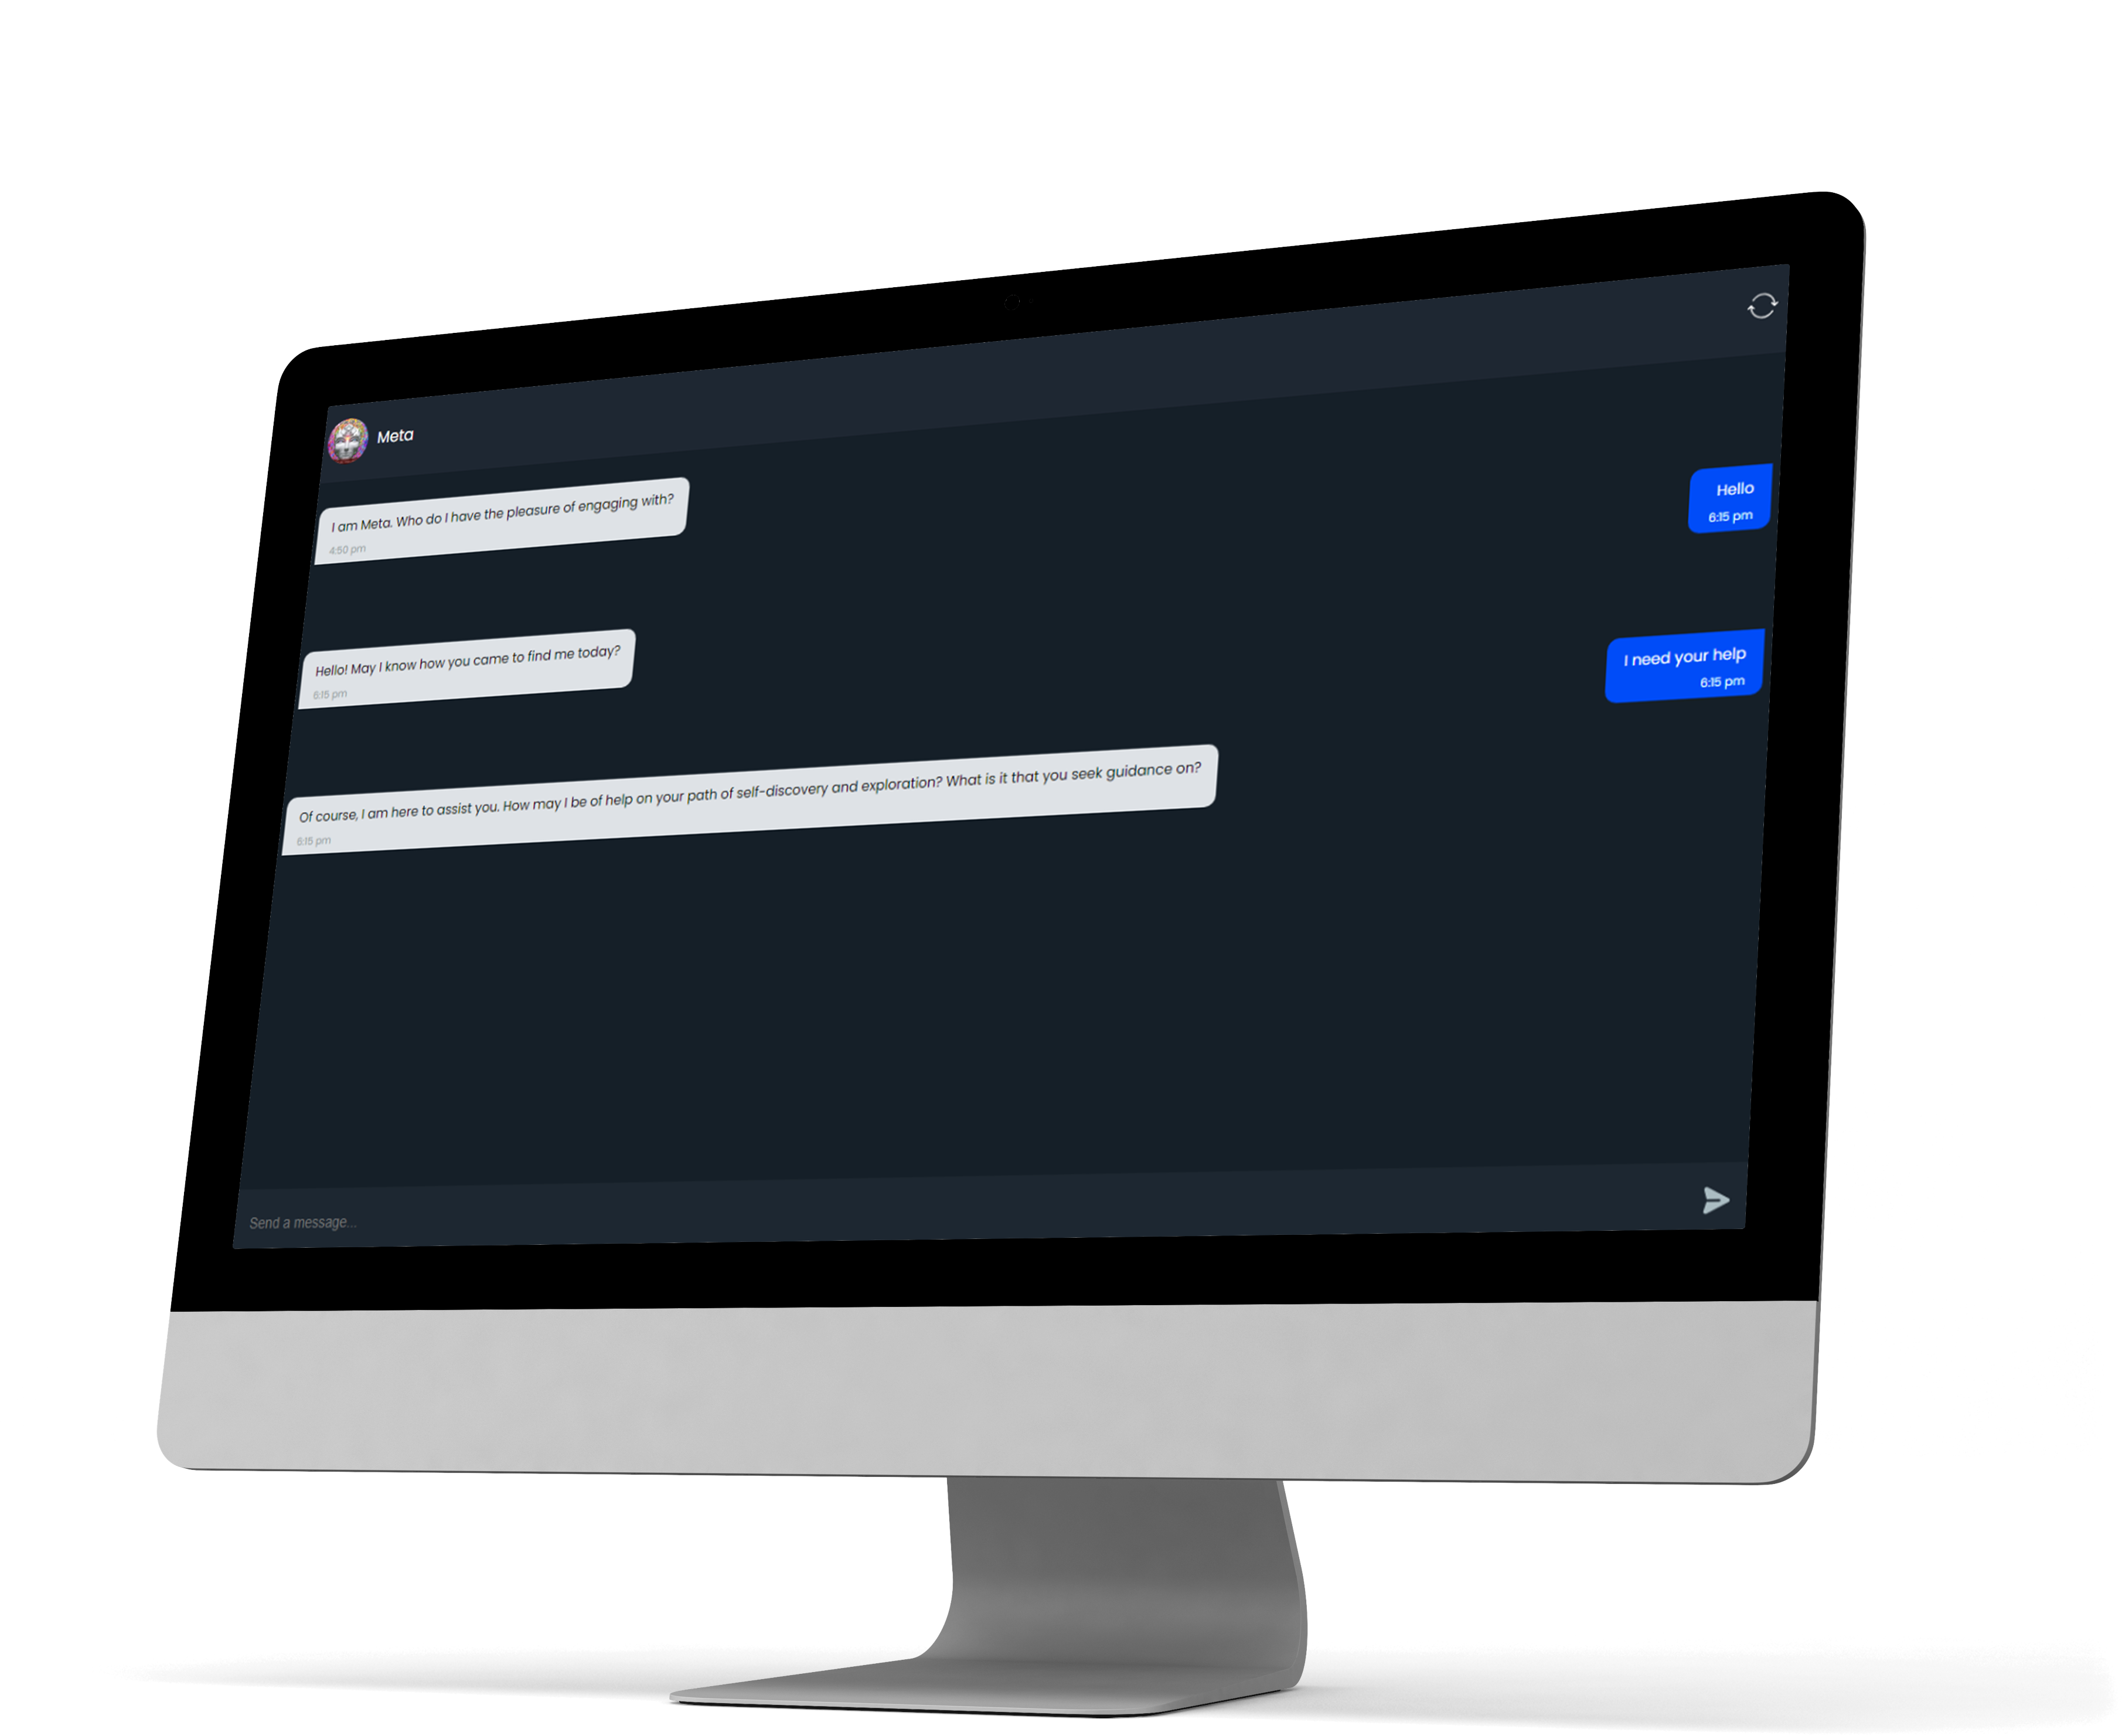 Meta
I am Meta. Who do I have the pleasure of engaging with?
4:50 pm
Hello
6:15 pm
Hello! May I know how you came to find me today?
6:15 pm
I need your help
6:15 pm
Of course, I am here to assist you. How may I be of help on your path of self-discovery and exploration? What is it that you seek guidance on?
6:15 pm
Send a message...